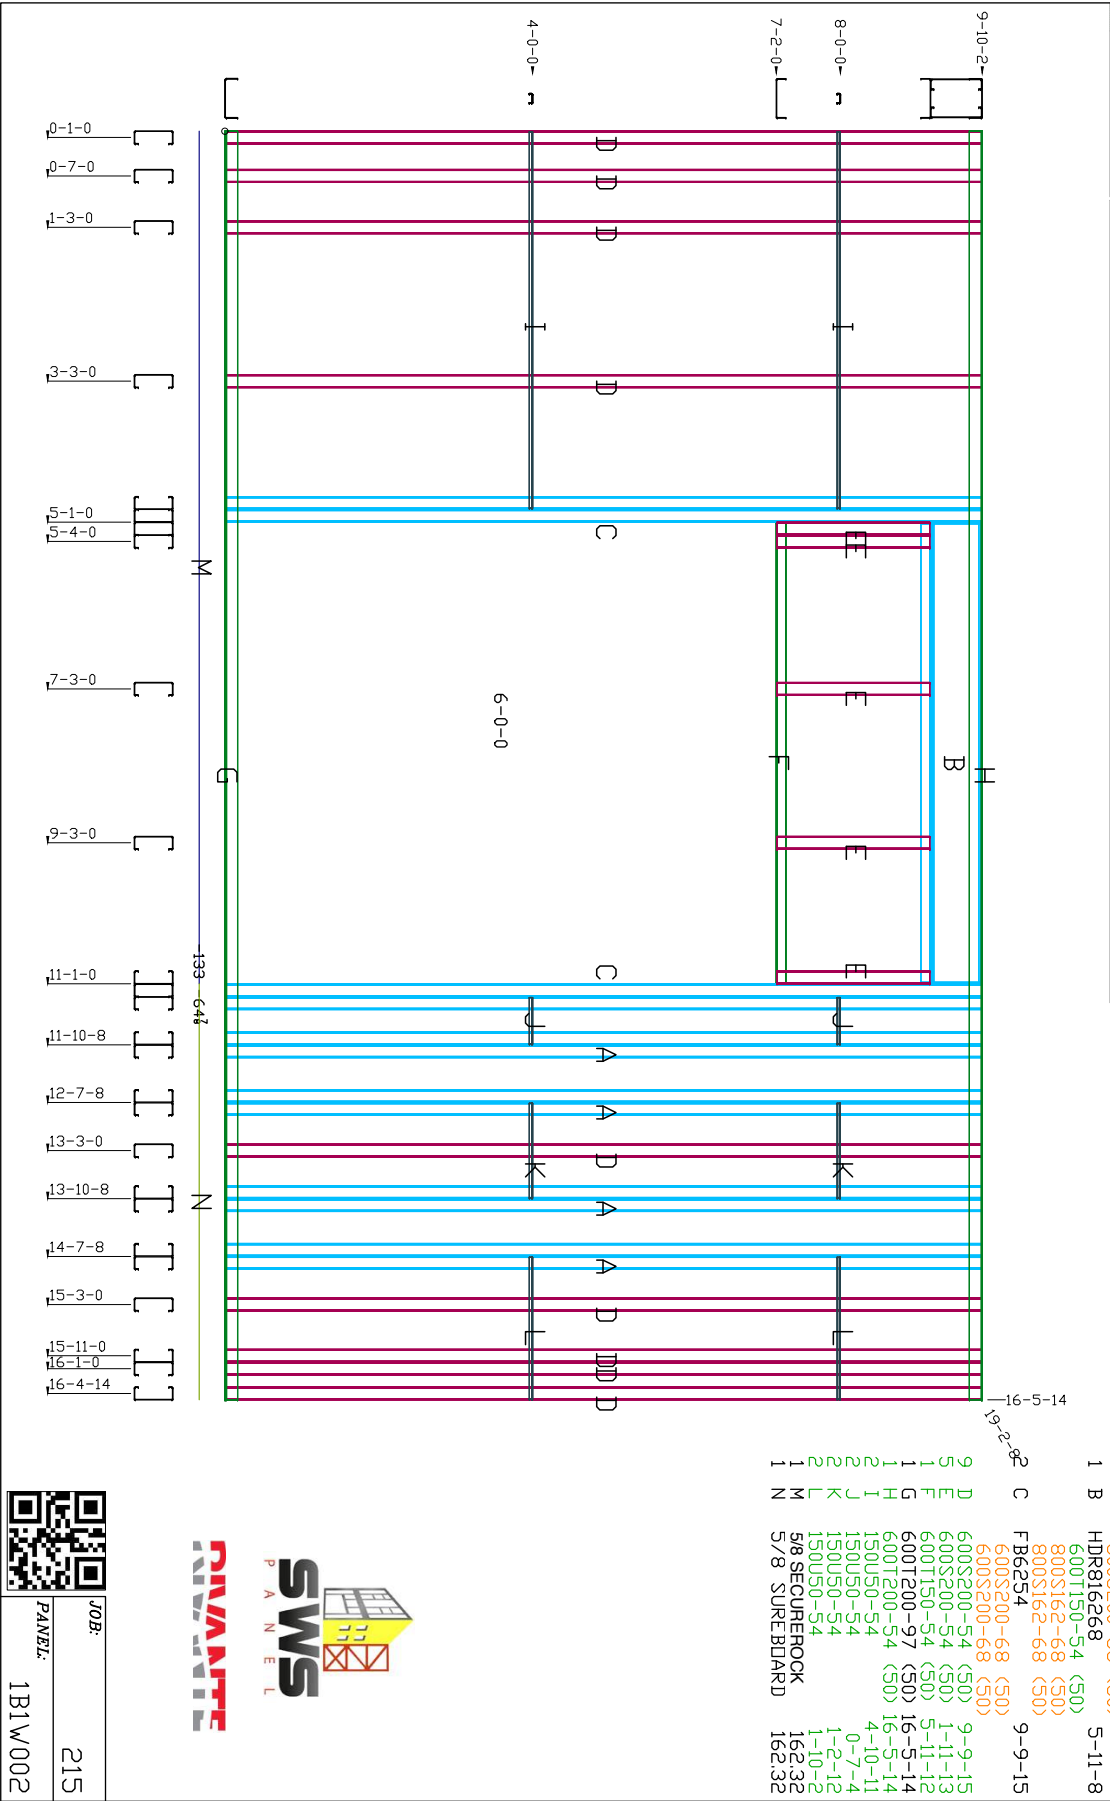 9-10-2
8-0-0
7-2-0
4-0-0
0-1-0
0-7-0
1-3-0
3-3-0
5-1-0
5-4-0
7-3-0
9-3-0
11-1-0
11-10-8
12-7-8
13-3-0
13-10-8
14-7-8
15-3-0
15-11-0
16-1-0
16-4-14
D
D
D
I
I
D
C
E
E
M
E
6-0-0
F
B
H
G
E
E
C
J
J
A
A
D
K
K
A
N
A
D
L
L
D
D
D
16-5-14
19-2-8
1 B HDR816268 5-11-8
600T150-54 (50)
800S162-68 (50)
800S162-68 (50)
2 C FB6254 9-9-15
600S200-68 (50)
600S200-68 (50)
9 D 600S200-54 (50) 9-9-15
5 E 600S200-54 (50) 1-11-13
1 F 600T150-54 (50) 5-11-12
1 G 600T200-97 (50) 16-5-14
1 H 600T200-54 (50) 16-5-14
2 I 150U50-54 4-10-11
2 J 150U50-54 0-7-4
2 K 150U50-54 1-2-12
2 L 150U50-54 1-10-2
1 M 5/8 SECUREROCK 162.32
1 N 5/8 SUREBOARD 162.32
SWS
PANEL
JOB: 215
PANEL: 1B1W002